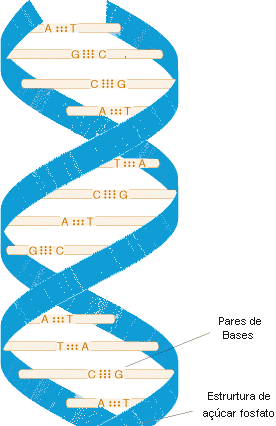 A:::T
G:::C
C:::G
A:::T
T:::A
C:::G
A:::T
G:::C
A:::T
T:::A
C:::G
A:::T
Pares de
Bases
Estrurtura de
açúcar fosfato